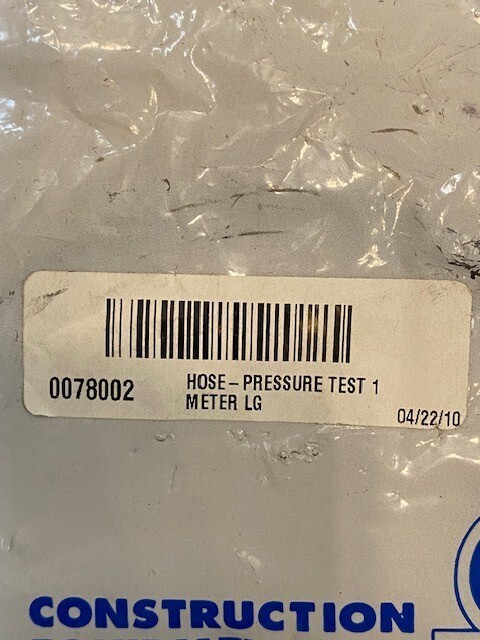 0078002
HOSE-PRESSURE TEST 1
METER LG
04/22/10
CONSTRUCTION